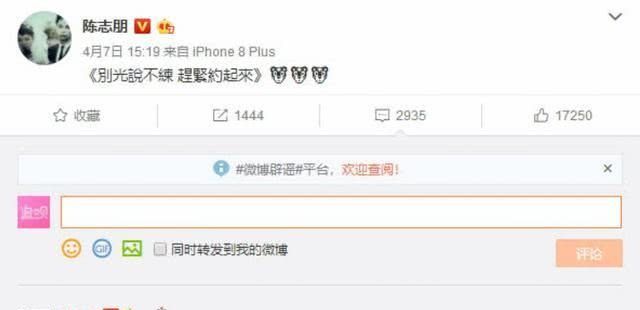 陈志朋
4月7日 15:19 来自 iPhone 8 Plus
《別光說不練 趕緊約起來》🐯🐯🐯
收藏 1444 2935 17250
#微博辟谣#平台,欢迎查阅! ×
GIF 同时转发到我的微博 评论